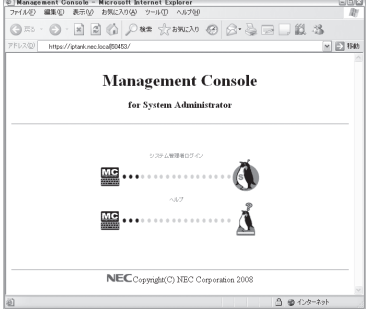 Management Console - Microsoft Internet Explorer
ファイル(F) 編集(E) 表示(V) お気に入り(A) ツール(T) ヘルプ(H)
戻る 検索 お気に入り
アドレス(D) https://iptank.nec.local:50453/ 移動
Management Console
for System Administrator
システム管理者ログイン
MC S
ヘルプ
MC ?
NEC Copyright(C) NEC Corporation 2008
インターネット